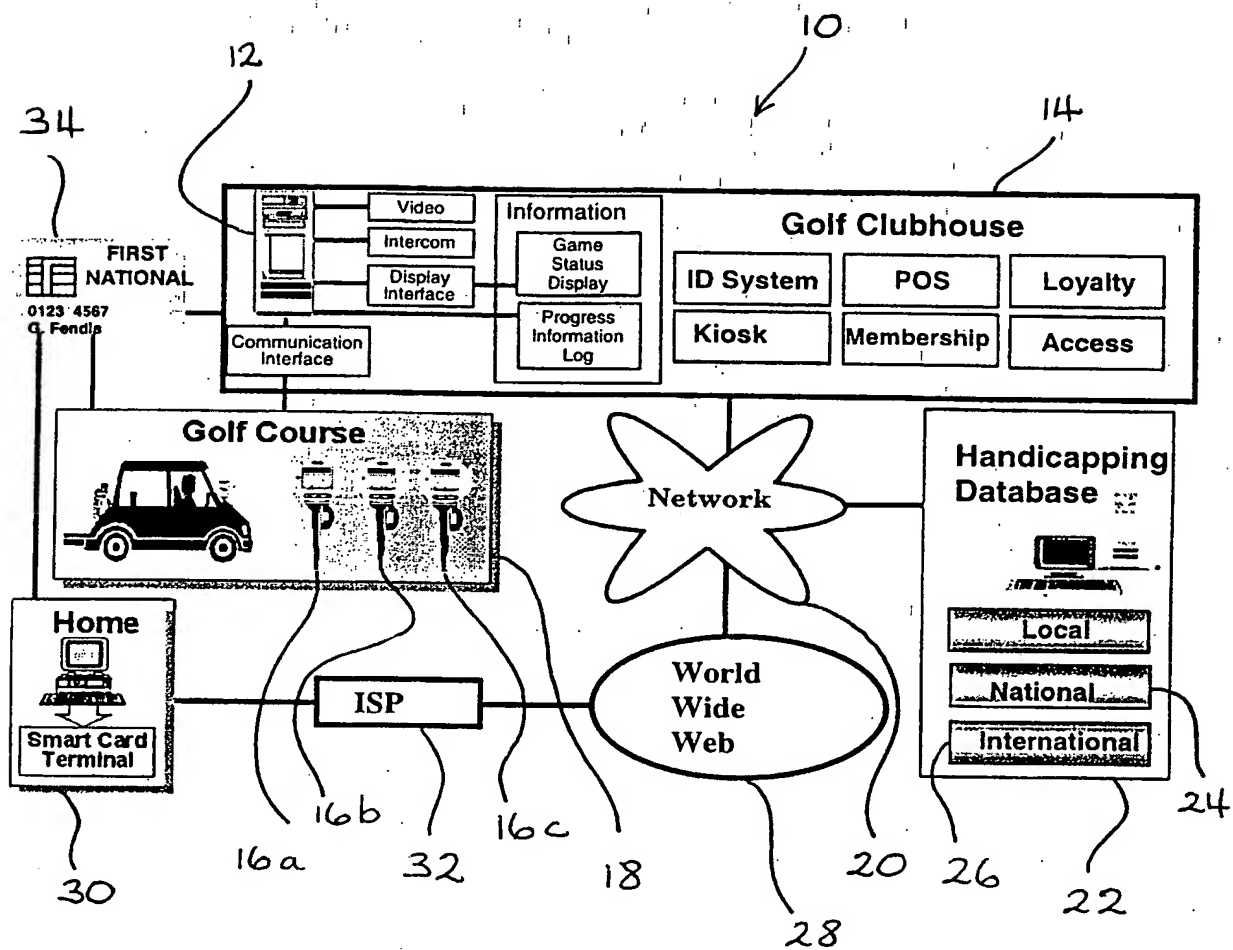 10
12
14
34
Video
Intercom
Display
Interface
Information
Game
Status
Display
Progress
Information
Log
Golf Clubhouse
ID System
POS
Loyalty
Kiosk
Membership
Access
FIRST
NATIONAL
0123 4567
G. Fendis
Communication
Interface
Golf Course
Network
Handicapping
Database
Local
National
International
Home
Smart Card
Terminal
ISP
World
Wide
Web
16a
16b
32
16c
18
20
26
24
22
30
28